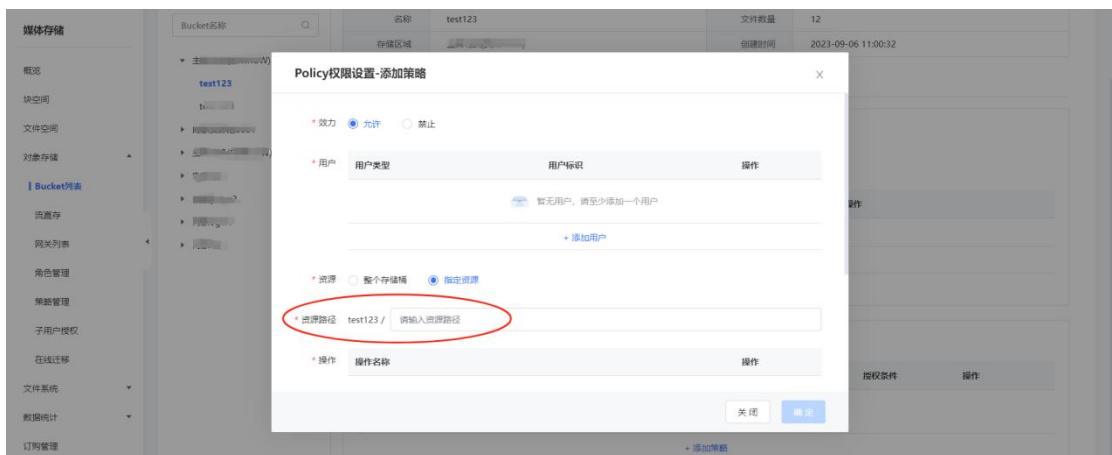 媒体存储
概览
块空间
文件空间
对象存储
Bucket列表
流直存
网关列表
角色管理
策略管理
子用户授权
在线迁移
文件系统
数据统计
订购管理
Bucket名称
test123
名称 test123 文件数量 12
存储区域 创建时间 2023-09-06 11:00:32
Policy权限设置-添加策略
* 效力 允许 禁止
* 用户 用户类型 用户标识 操作
暂无用户，请至少添加一个用户
+ 添加用户
* 资源 整个存储桶 指定资源
* 资源路径 test123 / 请输入资源路径
* 操作 操作名称 操作
关闭 确定
操作
授权条件 操作
+ 添加策略